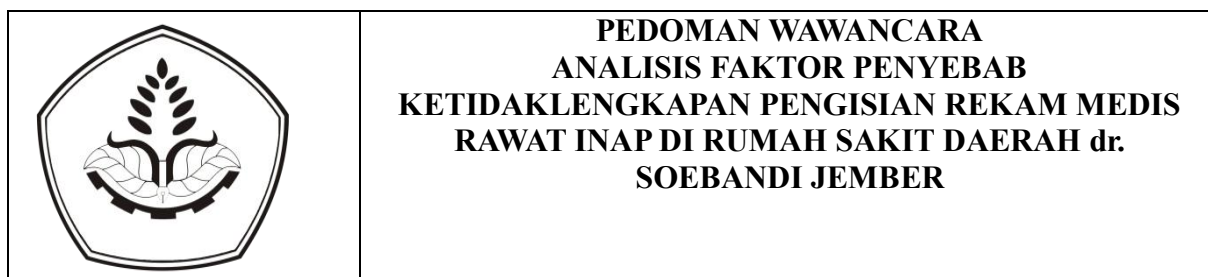 PEDOMAN WAWANCARA
ANALISIS FAKTOR PENYEBAB
KETIDAKLENGKAPAN PENGISIAN REKAM MEDIS
RAWAT INAP DI RUMAH SAKIT DAERAH dr.
SOEBANDI JEMBER